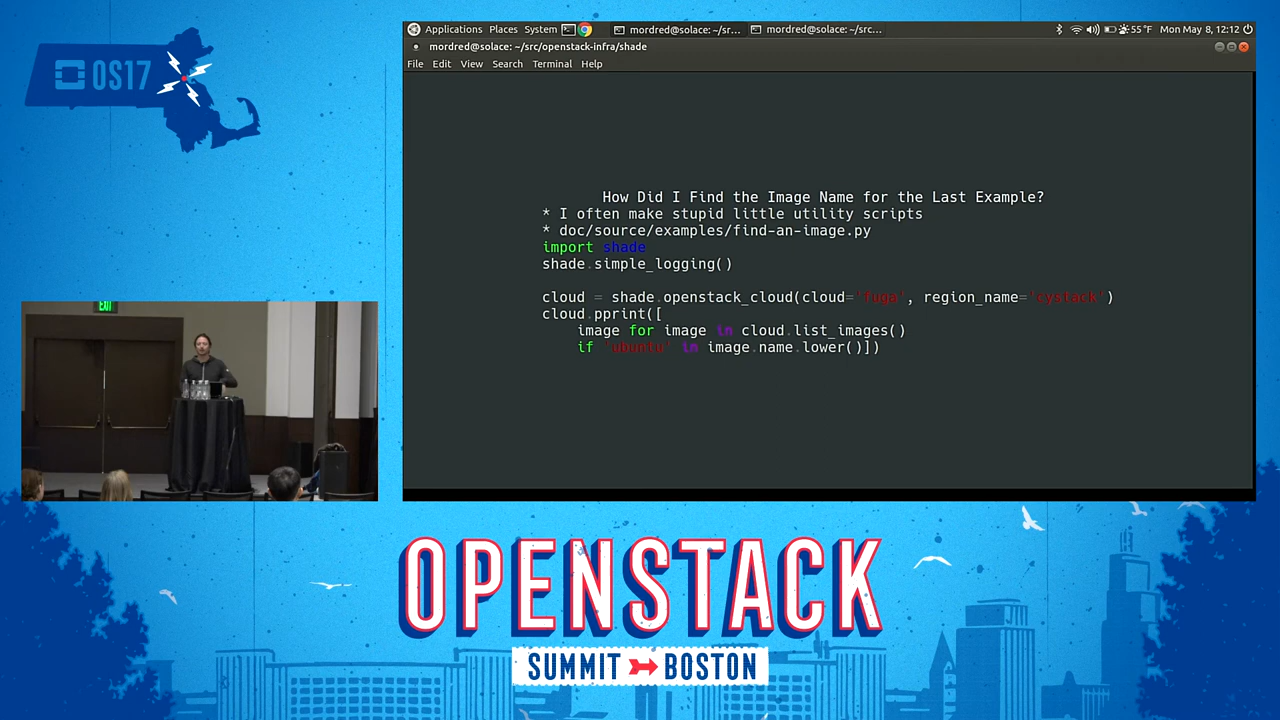 OS17
EXIT
Applications Places System mordred@solace: ~/sr... mordred@solace: ~/src... 55 °F Mon May 8, 12:12
mordred@solace: ~/src/openstack-infra/shade
File Edit View Search Terminal Help
How Did I Find the Image Name for the Last Example?
* I often make stupid little utility scripts
* doc/source/examples/find-an-image.py
import shade
shade.simple_logging()
cloud = shade.openstack_cloud(cloud='fuga', region_name='cystack')
cloud.pprint([
image for image in cloud.list_images()
if 'ubuntu' in image.name.lower()])
OPENSTACK
SUMMIT BOSTON